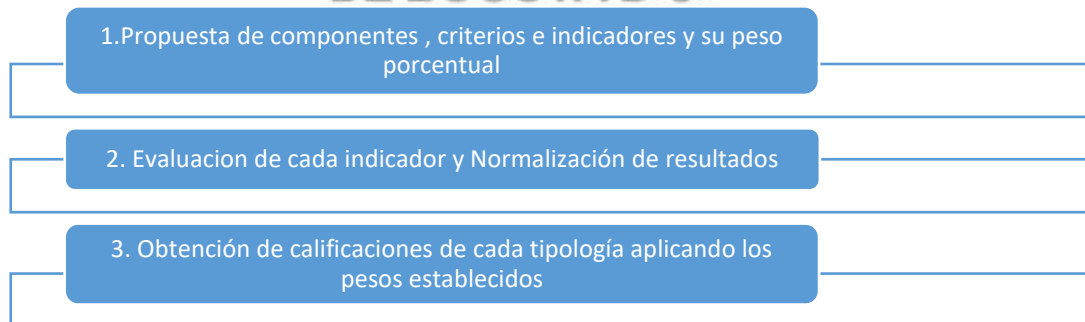 1.Propuesta de componentes , criterios e indicadores y su peso
porcentual
2. Evaluacion de cada indicador y Normalización de resultados
3. Obtención de calificaciones de cada tipología aplicando los
pesos establecidos